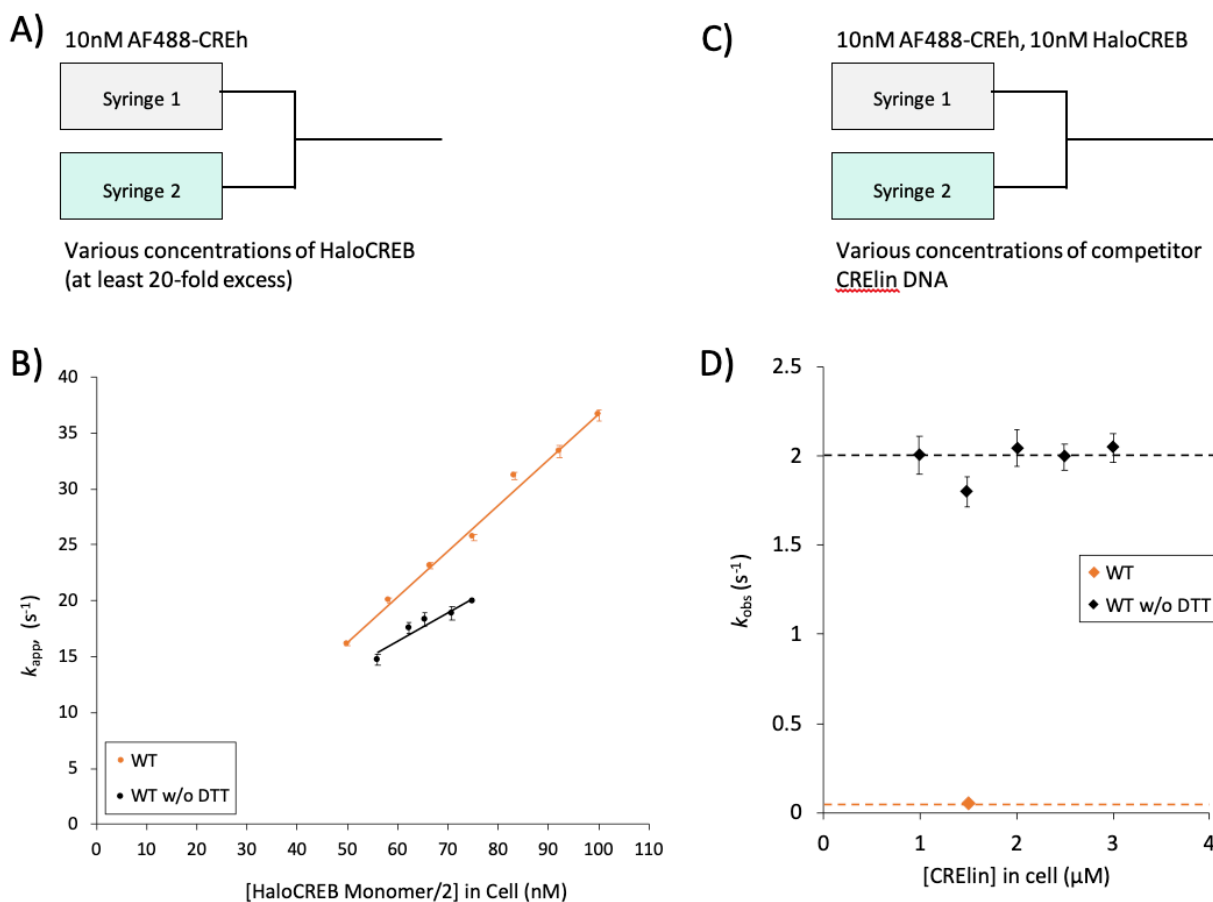 A)
10nM AF488-CREh
Syringe 1
Syringe 2
Various concentrations of HaloCREB
(at least 20-fold excess)
C)
10nM AF488-CREh, 10nM HaloCREB
Syringe 1
Syringe 2
Various concentrations of competitor
CRElin DNA
B)
40
35
30
25
20
15
10
5
0
kapp, (s-1)
WT
WT w/o DTT
0 10 20 30 40 50 60 70 80 90 100 110
[HaloCREB Monomer/2] in Cell (nM)
D)
2.5
2
1.5
1
0.5
0
kobs (s-1)
WT
WT w/o DTT
0 1 2 3 4
[CRElin] in cell (µM)